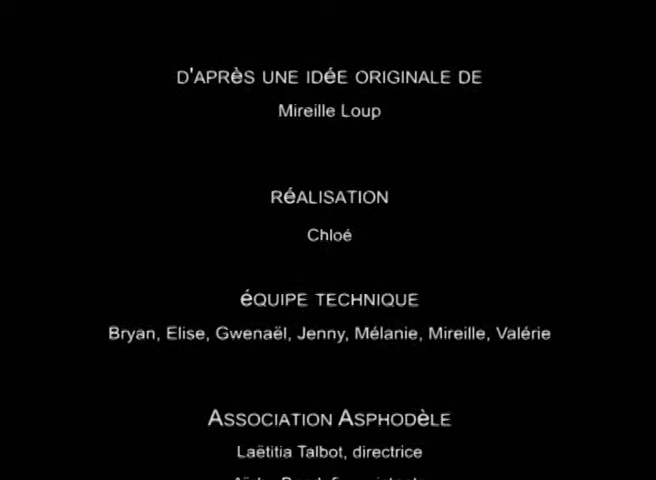 D'APRèS UNE IDéE ORIGINALE DE
Mireille Loup
RéALISATION
Chloé
éQUIPE TECHNIQUE
Bryan, Elise, Gwenaël, Jenny, Mélanie, Mireille, Valérie
ASSOCIATION ASPHODèLE
Laëtitia Talbot, directrice